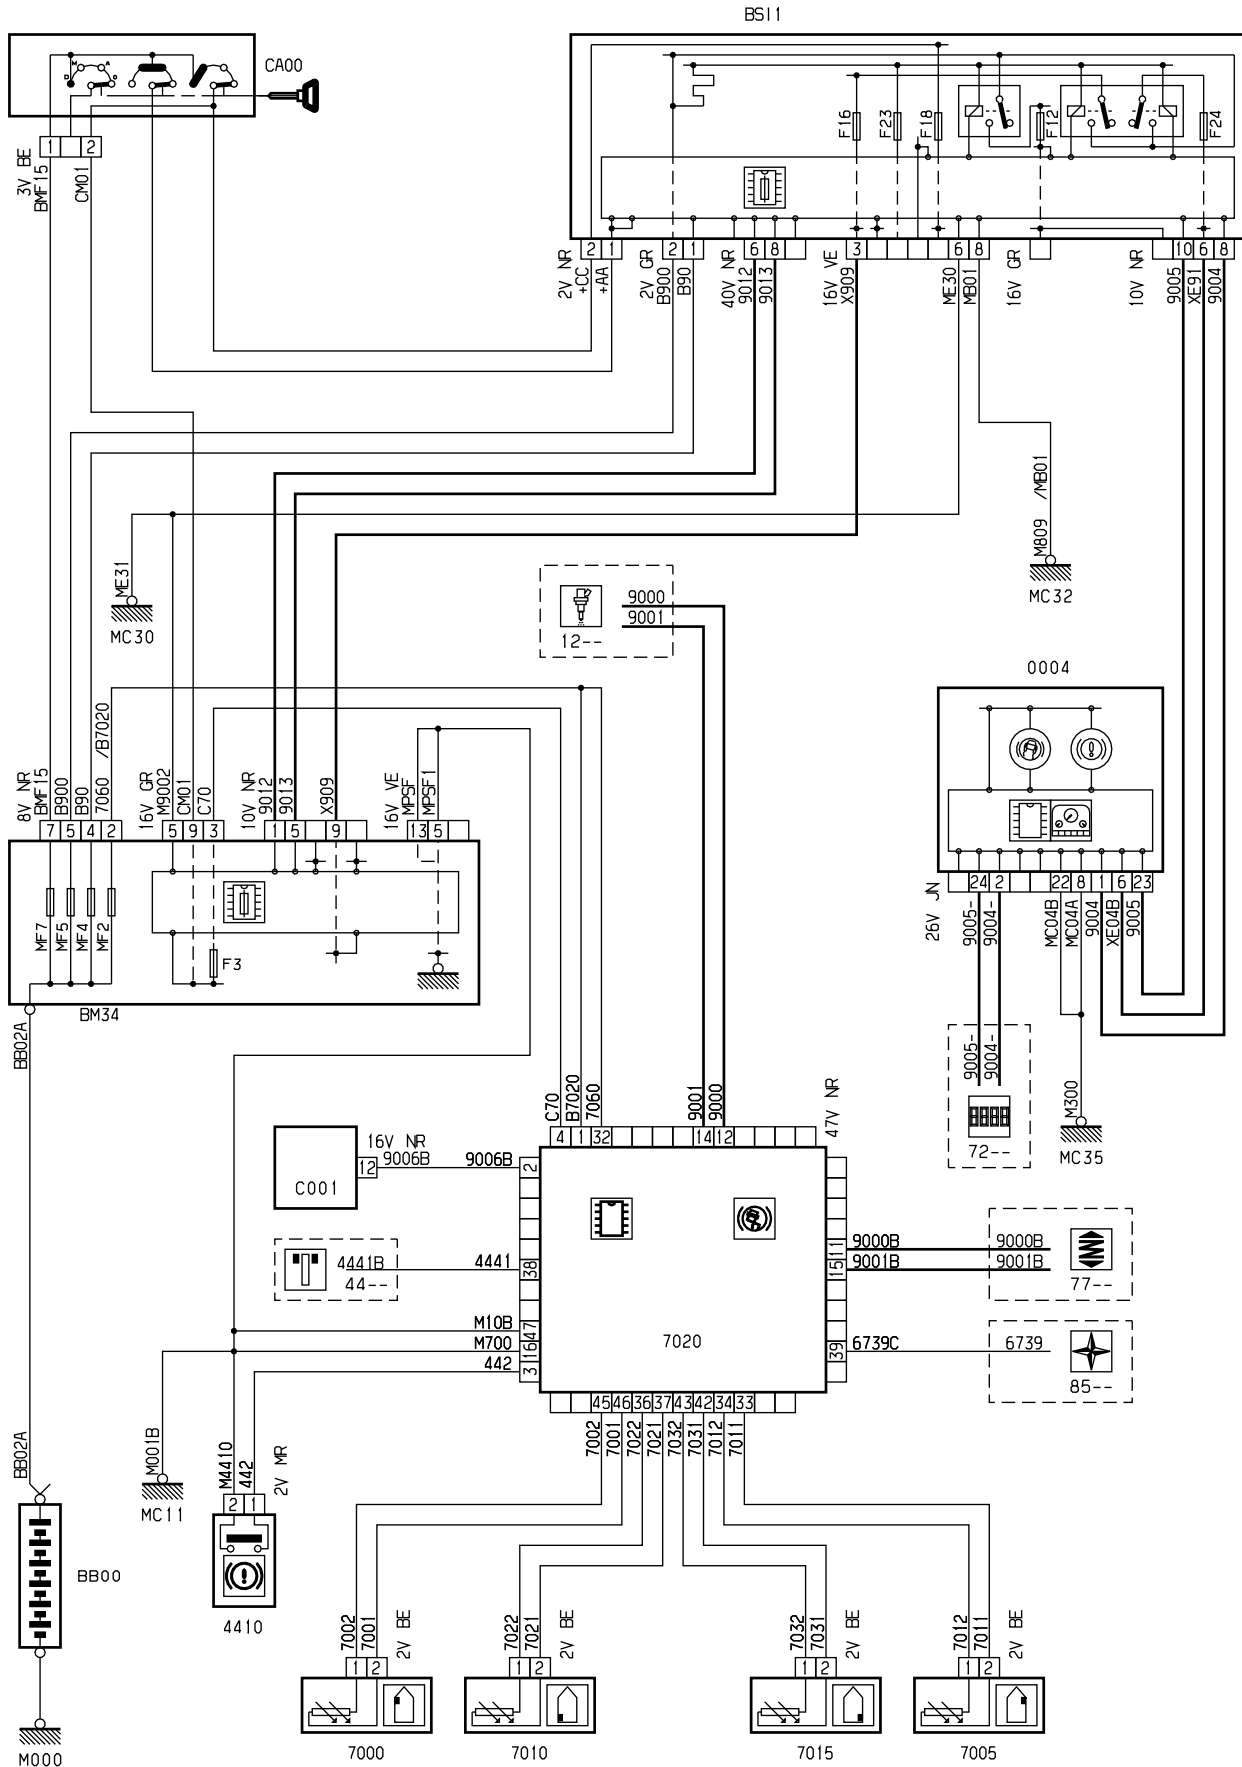 BSI1
CA00
D
M
A
D
F16
F23
F18
F12
F24
1 2
3V BE
BMF15
CM01
2 1
2 1
6 8
3
6 8
10 6 8
2V NR
+CC
+AA
2V GR
B900
B90
40V NR
9012
9013
16V VE
X909
ME30
MB01
16V GR
10V NR
9005
XE91
9004
M809 /MB01
MC32
ME31
MC30
9000
9001
12--
0004
8V NR
BMF15
B900
B90
7060 /B7020
16V GR
M9002
CM01
C70
10V NR
9012
9013
X909
16V VE
MPSF
MPSF1
7 5 4 2
5 9 3
1 5
9
13 5
MF7
MF5
MF4
MF2
F3
BM34
BB02A
24 2
22 8 1 6 23
26V JN
9005-
9004-
MC04B
MC04A
9004
XE04B
9005
9005-
9004-
72--
M300
MC35
C70
B7020
7060
9001
9000
47V NR
4 1 32
14 12
C001
16V NR
12
9006B
9006B
2
4441B
44--
4441
38
M10B
47
M700
16
442
3
7020
11
9000B
9000B
15
9001B
9001B
77--
39
6739C
6739
85--
45 46 36 37 43 42 34 33
7002
7001
7022
7021
7032
7031
7012
7011
BB02A
M001B
MC11
M4410
442
2V MR
2 1
4410
BB00
M000
7002
7001
2V BE
1 2
7000
7022
7021
2V BE
1 2
7010
7032
7031
2V BE
1 2
7015
7012
7011
2V BE
1 2
7005